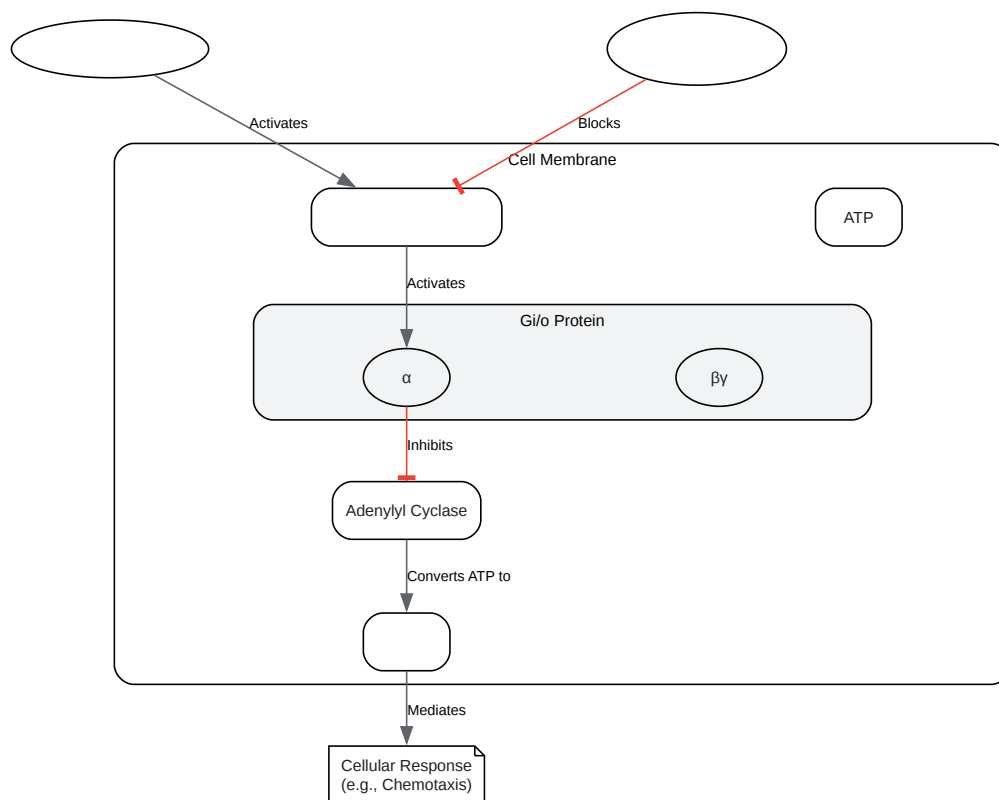 Activates
Blocks
Cell Membrane
ATP
Activates
Gi/o Protein
α
βγ
Inhibits
Adenylyl Cyclase
Converts ATP to
Mediates
Cellular Response
(e.g., Chemotaxis)